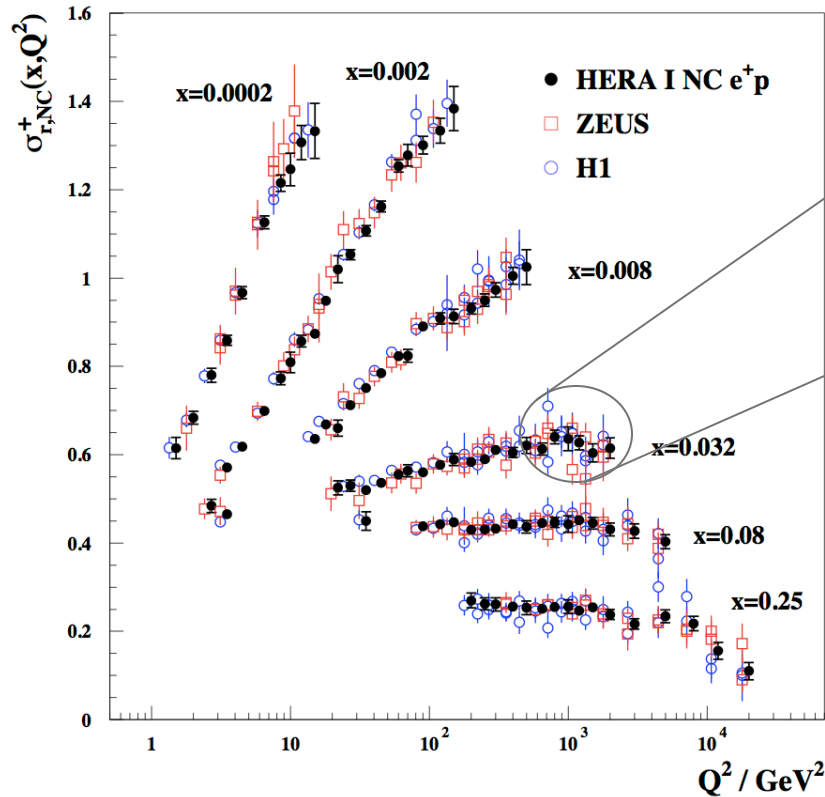 σ⁺r,NC(x,Q²)
1.6
1.4
1.2
1
0.8
0.6
0.4
0.2
0
x=0.0002
x=0.002
HERA I NC e⁺p
ZEUS
H1
x=0.008
x=0.032
x=0.08
x=0.25
1 10 10² 10³ 10⁴
Q² / GeV²